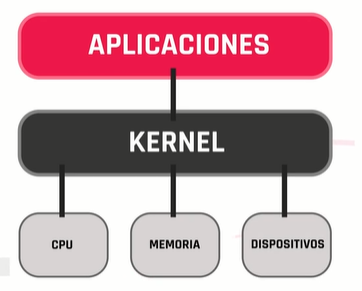 APLICACIONES
KERNEL
CPU
MEMORIA
DISPOSITIVOS